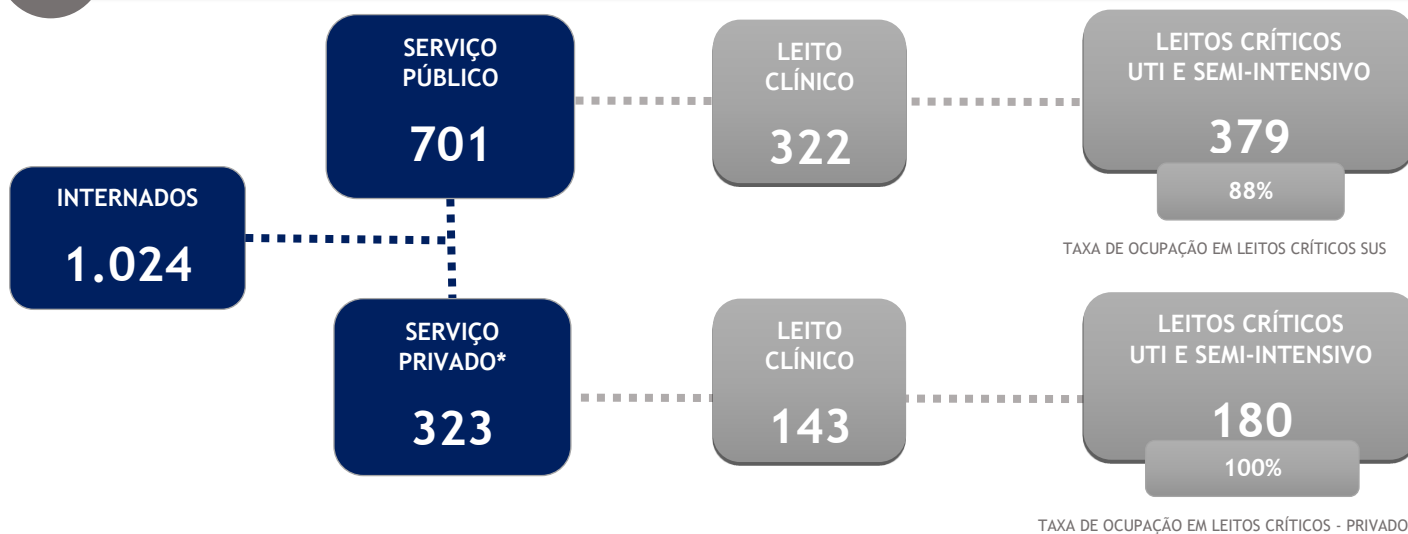 INTERNADOS
1.024
SERVIÇO
PÚBLICO
701
LEITO
CLÍNICO
322
LEITOS CRÍTICOS
UTI E SEMI-INTENSIVO
379
88%
TAXA DE OCUPAÇÃO EM LEITOS CRÍTICOS SUS
SERVIÇO
PRIVADO*
323
LEITO
CLÍNICO
143
LEITOS CRÍTICOS
UTI E SEMI-INTENSIVO
180
100%
TAXA DE OCUPAÇÃO EM LEITOS CRÍTICOS - PRIVADO